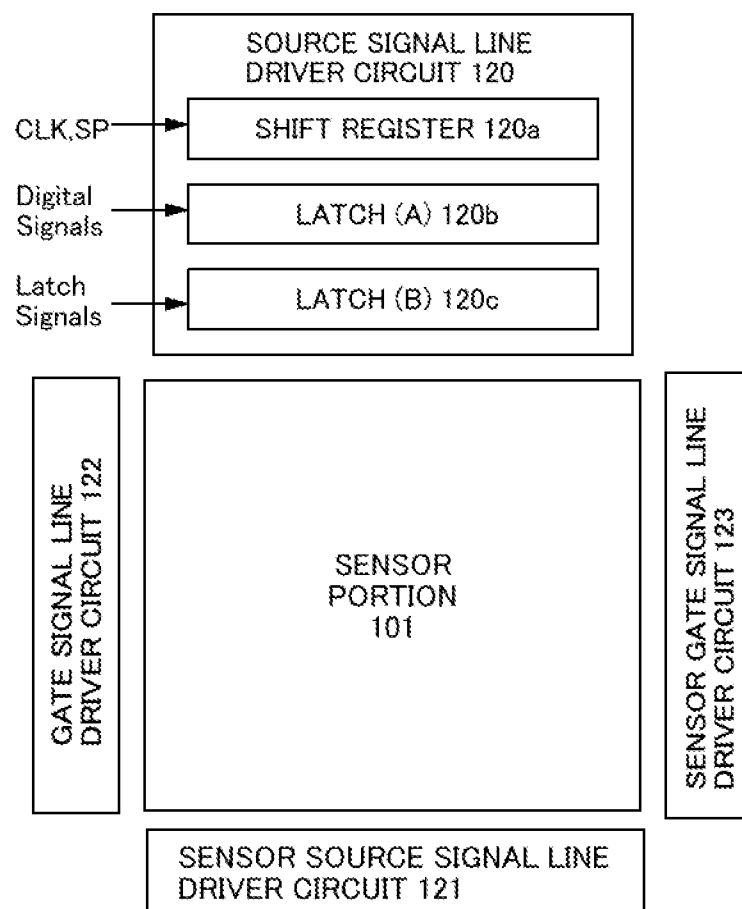 SOURCE SIGNAL LINE
DRIVER CIRCUIT 120
CLK,SP
SHIFT REGISTER 120a
Digital
Signals
LATCH (A) 120b
Latch
Signals
LATCH (B) 120c
GATE SIGNAL LINE
DRIVER CIRCUIT 122
SENSOR
PORTION
101
SENSOR GATE SIGNAL LINE
DRIVER CIRCUIT 123
SENSOR SOURCE SIGNAL LINE
DRIVER CIRCUIT 121